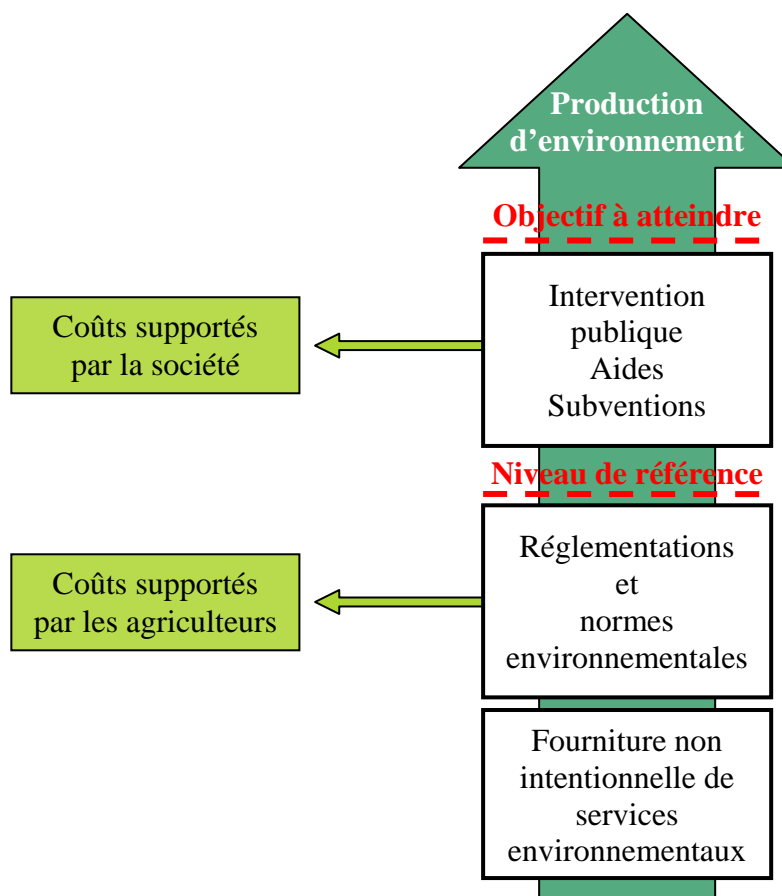 Production
d’environnement
Objectif à atteindre
Intervention
publique
Aides
Subventions
Coûts supportés
par la société
Niveau de référence
Réglementations
et
normes
environnementales
Coûts supportés
par les agriculteurs
Fourniture non
intentionnelle de
services
environnementaux